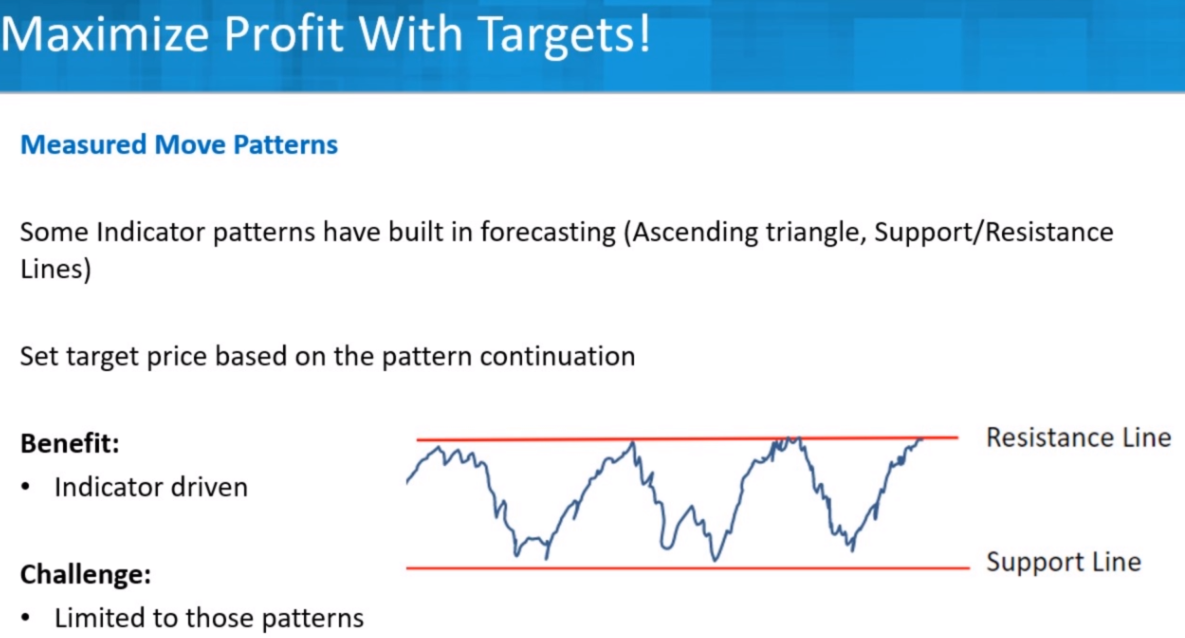 Maximize Profit With Targets!
Measured Move Patterns
Some Indicator patterns have built in forecasting (Ascending triangle, Support/Resistance
Lines)
Set target price based on the pattern continuation
Benefit:
• Indicator driven
Challenge:
• Limited to those patterns
Resistance Line
Support Line